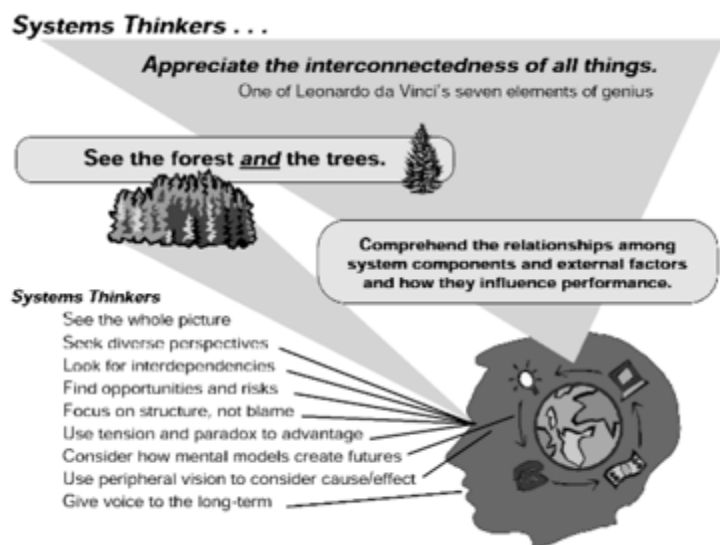 Systems Thinkers . . .
Appreciate the interconnectedness of all things.
One of Leonardo da Vinci's seven elements of genius
See the forest and the trees.
Comprehend the relationships among
system components and external factors
and how they influence performance.
Systems Thinkers
See the whole picture
Seek diverse perspectives
Look for interdependencies
Find opportunities and risks
Focus on structure, not blame
Use tension and paradox to advantage
Consider how mental models create futures
Use peripheral vision to consider cause/effect
Give voice to the long-term